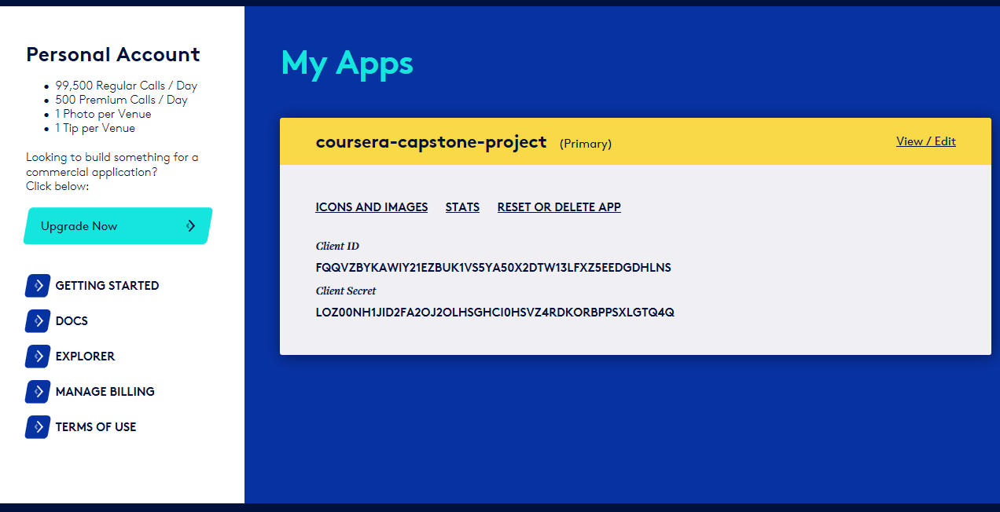 Personal Account
99,500 Regular Calls / Day
500 Premium Calls / Day
1 Photo per Venue
1 Tip per Venue
Looking to build something for a
commercial application?
Click below:
Upgrade Now
GETTING STARTED
DOCS
EXPLORER
MANAGE BILLING
TERMS OF USE
My Apps
coursera-capstone-project (Primary) View / Edit
ICONS AND IMAGES STATS RESET OR DELETE APP
Client ID
FQQVZBYKAWIY21EZBUK1VS5YA50X2DTW13LFXZ5EEDGDHLNS
Client Secret
LOZ00NH1JID2FA2OJ2OLHSGHCI0HSVZ4RDKORBPPSXLGTQ4Q